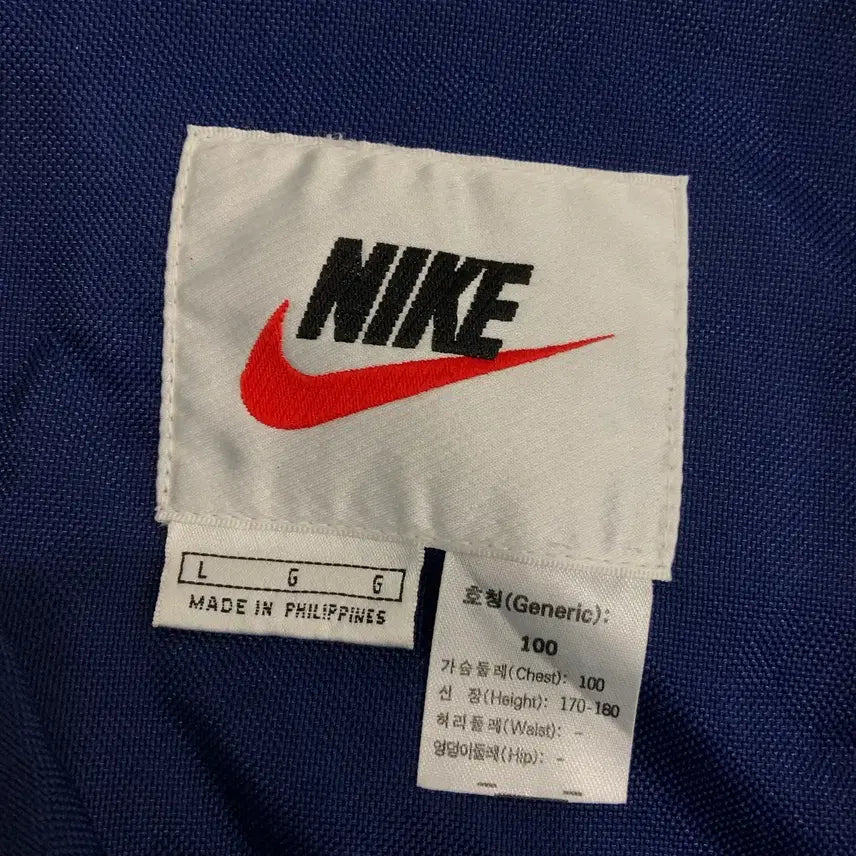 NIKE
L G G
MADE IN PHILIPPINES
호칭(Generic):
100
가슴둘레(Chest): 100
신 장(Height): 170-180
허리둘레(Waist): -
엉덩이둘레(Hip): -